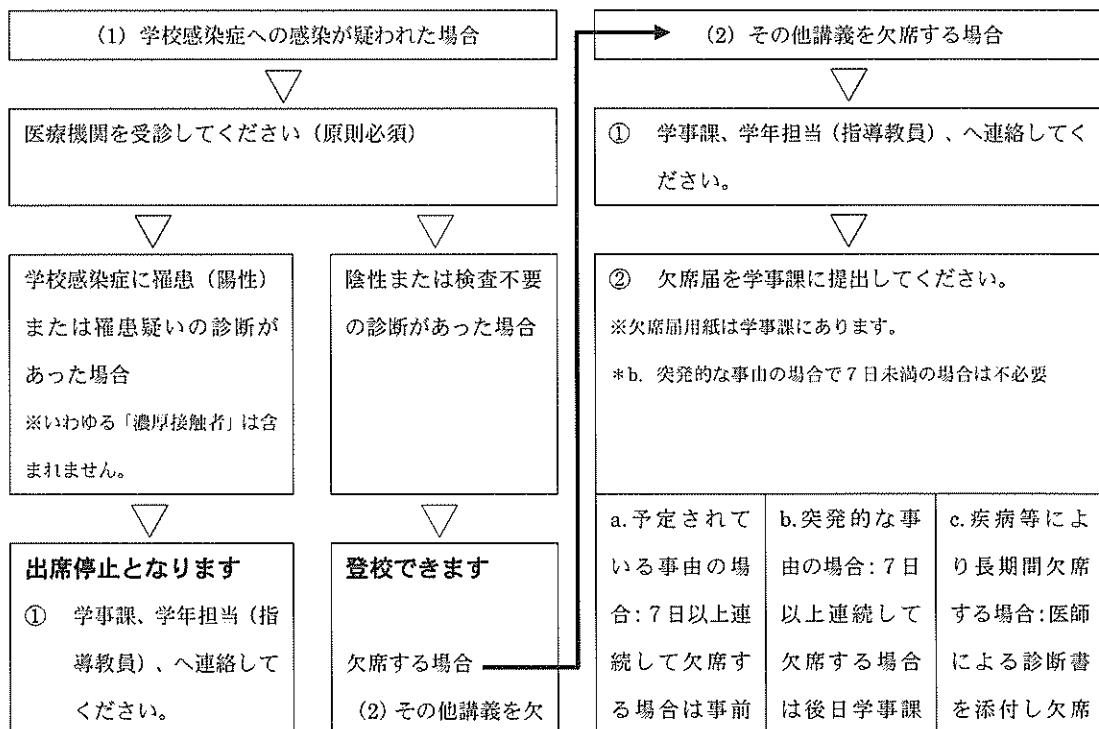 (1) 学校感染症への感染が疑われた場合
医療機関を受診してください（原則必須）
学校感染症に罹患（陽性）
または罹患疑いの診断が
あった場合
※いわゆる「濃厚接触者」は含
まれません。
陰性または検査不要
の診断があった場合
出席停止となります
① 学事課、学年担当（指
導教員）、へ連絡して
ください。
登校できます
欠席する場合
(2) その他講義を欠
(2) その他講義を欠席する場合
① 学事課、学年担当（指導教員）、へ連絡してく
ださい。
② 欠席届を学事課に提出してください。
※欠席届用紙は学事課にあります。
＊b. 突発的な事由の場合で7日未満の場合は不必要
a.予定されて
いる事由の場
合:7日以上連
続して欠席す
る場合は事前
b.突発的な事
由の場合:7日
以上連続して
欠席する場合
は後日学事課
c.疾病等によ
り長期間欠席
する場合:医師
による診断書
を添付し欠席